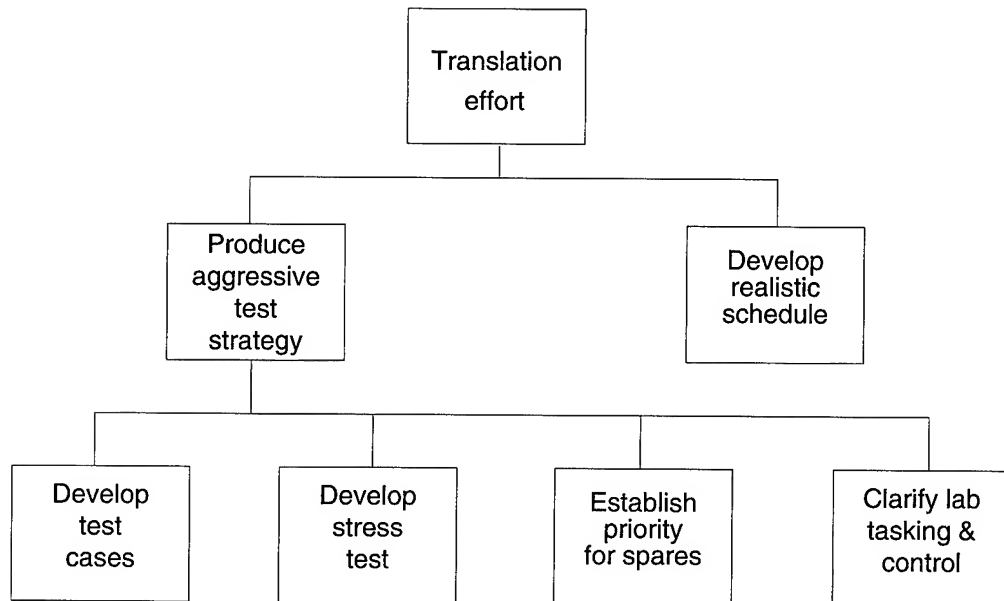 Translation
effort
Produce
aggressive
test
strategy
Develop
realistic
schedule
Develop
test
cases
Develop
stress
test
Establish
priority
for spares
Clarify lab
tasking &
control